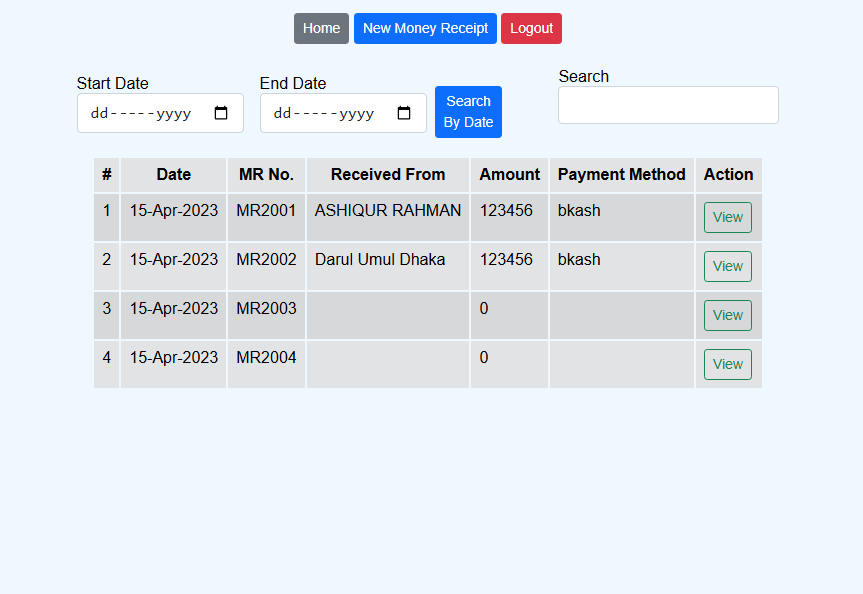 Home New Money Receipt Logout
Start Date End Date Search
dd-----yyyy dd-----yyyy Search By Date
# Date MR No. Received From Amount Payment Method Action
1 15-Apr-2023 MR2001 ASHIQUR RAHMAN 123456 bkash View
2 15-Apr-2023 MR2002 Darul Umul Dhaka 123456 bkash View
3 15-Apr-2023 MR2003 0 View
4 15-Apr-2023 MR2004 0 View